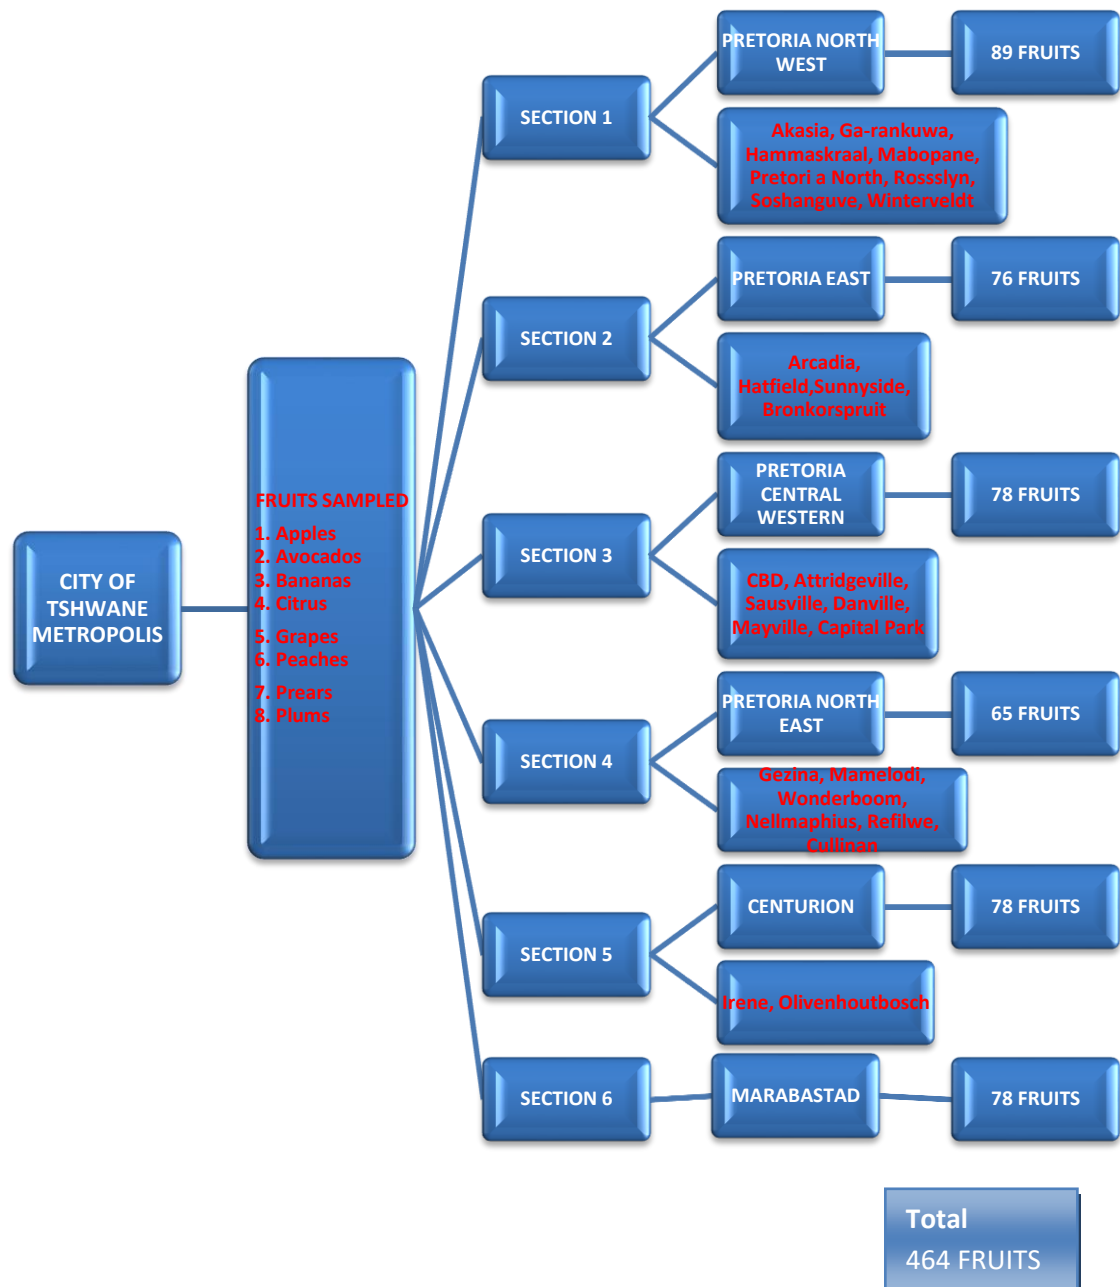 CITY OF
TSHWANE
METROPOLIS
FRUITS SAMPLED
1. Apples
2. Avocados
3. Bananas
4. Citrus
5. Grapes
6. Peaches
7. Prears
8. Plums
SECTION 1
PRETORIA NORTH
WEST
89 FRUITS
Akasia, Ga-rankuwa,
Hammaskraal, Mabopane,
Pretori a North, Rossslyn,
Soshanguve, Winterveldt
SECTION 2
PRETORIA EAST
76 FRUITS
Arcadia,
Hatfield,Sunnyside,
Bronkorspruit
SECTION 3
PRETORIA
CENTRAL
WESTERN
78 FRUITS
CBD, Attridgeville,
Sausville, Danville,
Mayville, Capital Park
SECTION 4
PRETORIA NORTH
EAST
65 FRUITS
Gezina, Mamelodi,
Wonderboom,
Nellmaphius, Refilwe,
Cullinan
SECTION 5
CENTURION
78 FRUITS
Irene, Olivenhoutbosch
SECTION 6
MARABASTAD
78 FRUITS
Total
464 FRUITS